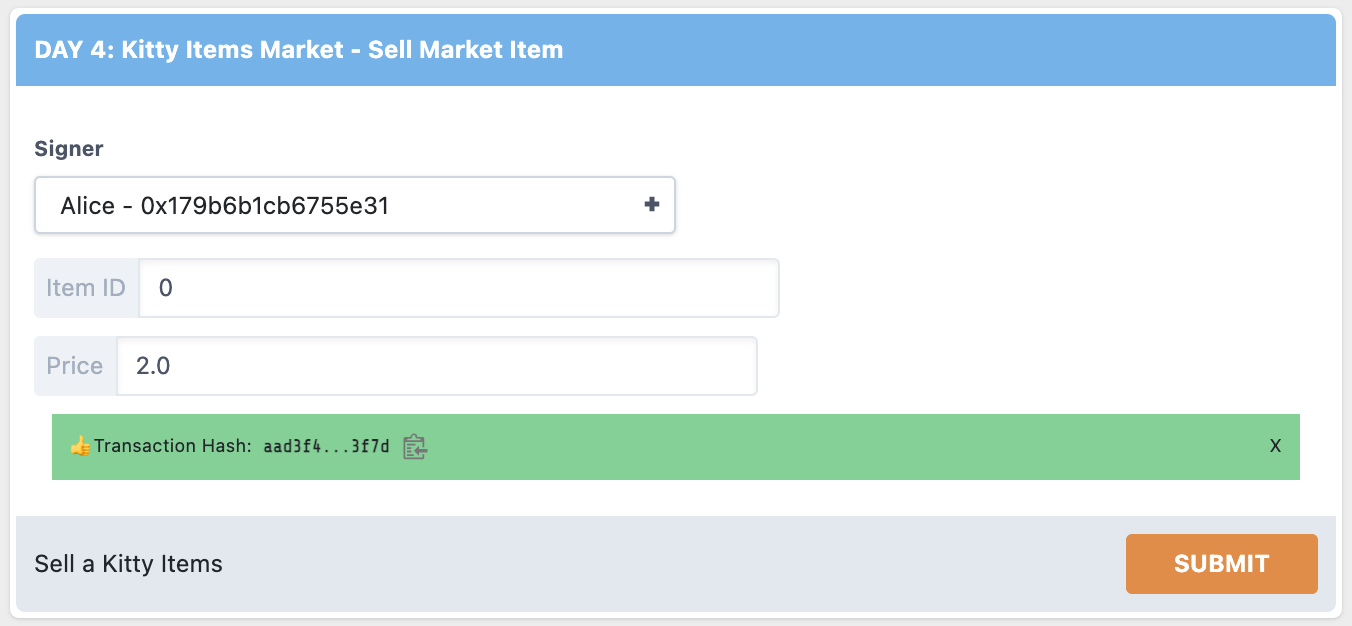 DAY 4: Kitty Items Market - Sell Market Item
Signer
Alice - 0x179b6b1cb6755e31
Item ID 0
Price 2.0
👍Transaction Hash: aad3f4...3f7d X
Sell a Kitty Items SUBMIT